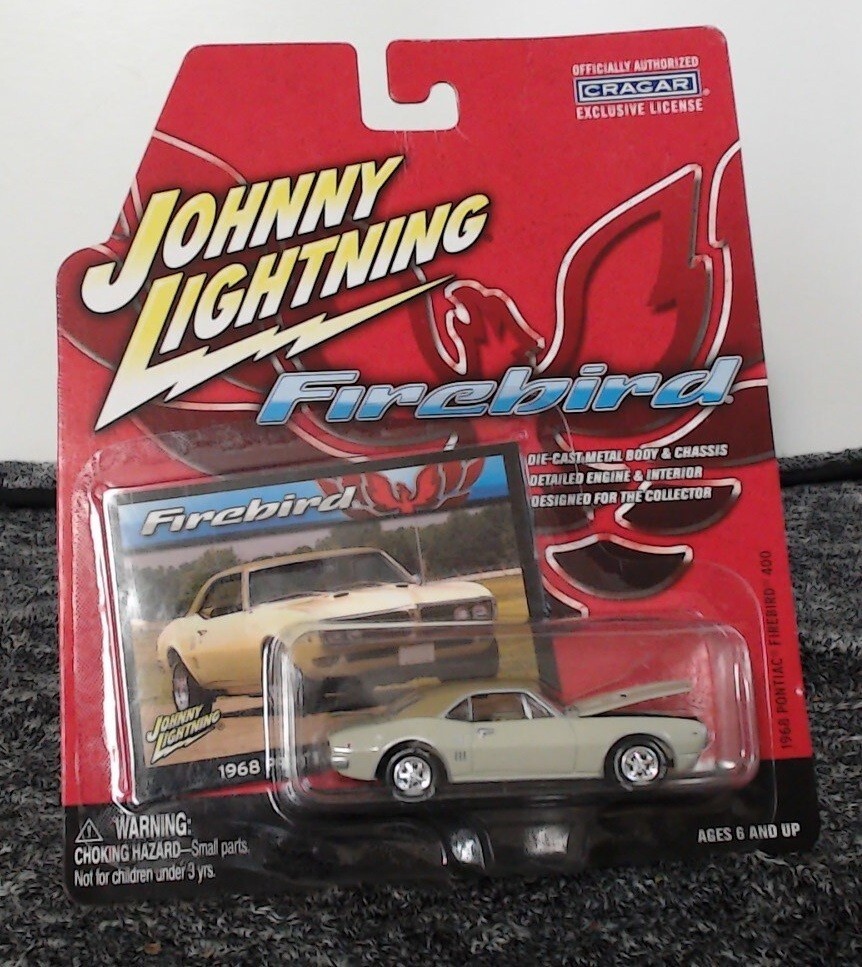 OFFICIALLY AUTHORIZED
CRAGAR®
EXCLUSIVE LICENSE
JOHNNY
LIGHTNING
Firebird
DIE-CAST METAL BODY & CHASSIS
DETAILED ENGINE & INTERIOR
DESIGNED FOR THE COLLECTOR
Firebird
JOHNNY
LIGHTNING
1968
1968 PONTIAC FIREBIRD 400
⚠ WARNING:
CHOKING HAZARD—Small parts.
Not for children under 3 yrs.
AGES 6 AND UP